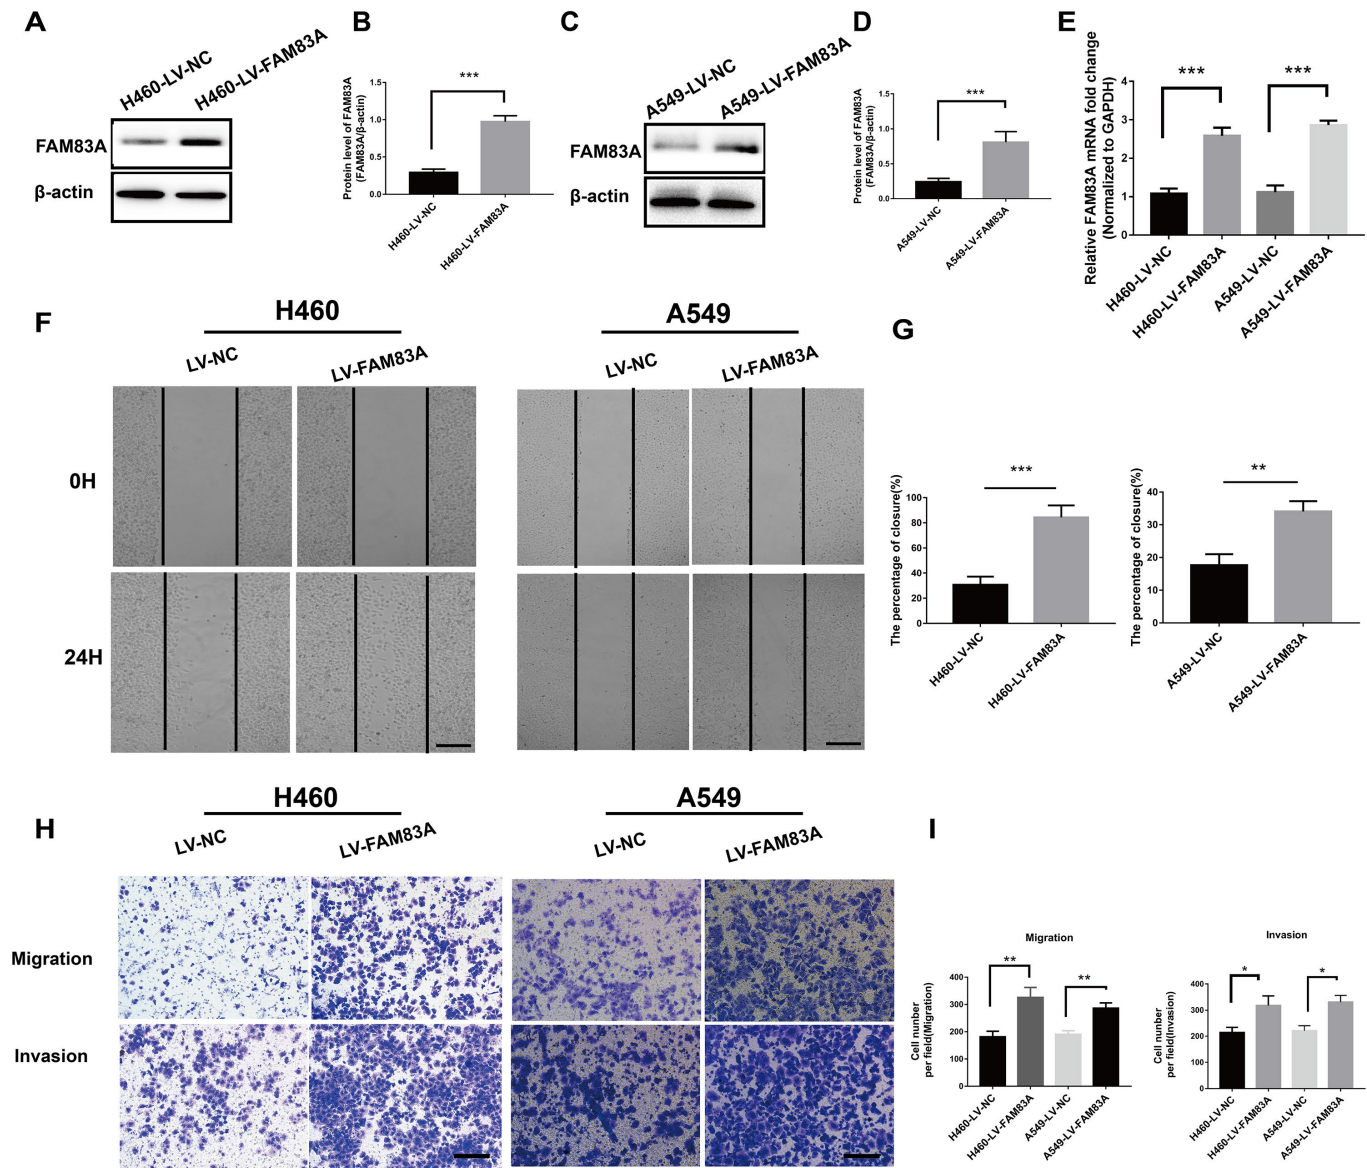 A
H460-LV-NC
H460-LV-FAM83A
FAM83A
β-actin
B
Protein level of FAM83A
(FAM83A/β-actin)
1.5
1.0
0.5
0.0
***
H460-LV-NC
H460-LV-FAM83A
C
A549-LV-NC
A549-LV-FAM83A
FAM83A
β-actin
D
Protein level of FAM83A
(FAM83A/β-actin)
1.5
1.0
0.5
0.0
***
A549-LV-NC
A549-LV-FAM83A
E
Relative FAM83A mRNA fold change
(Normalized to GAPDH)
4
3
2
1
0
***
***
H460-LV-NC
H460-LV-FAM83A
A549-LV-NC
A549-LV-FAM83A
F
H460
LV-NC
LV-FAM83A
A549
LV-NC
LV-FAM83A
0H
24H
G
The percentage of closure(%)
100
80
60
40
20
0
***
H460-LV-NC
H460-LV-FAM83A
The percentage of closure(%)
40
30
20
10
0
**
A549-LV-NC
A549-LV-FAM83A
H
H460
LV-NC
LV-FAM83A
A549
LV-NC
LV-FAM83A
Migration
Invasion
I
Migration
Cell number
per field(Migration)
400
300
200
100
0
**
**
H460-LV-NC
H460-LV-FAM83A
A549-LV-NC
A549-LV-FAM83A
Invasion
Cell number
per field(Invasion)
400
300
200
100
0
*
*
H460-LV-NC
H460-LV-FAM83A
A549-LV-NC
A549-LV-FAM83A